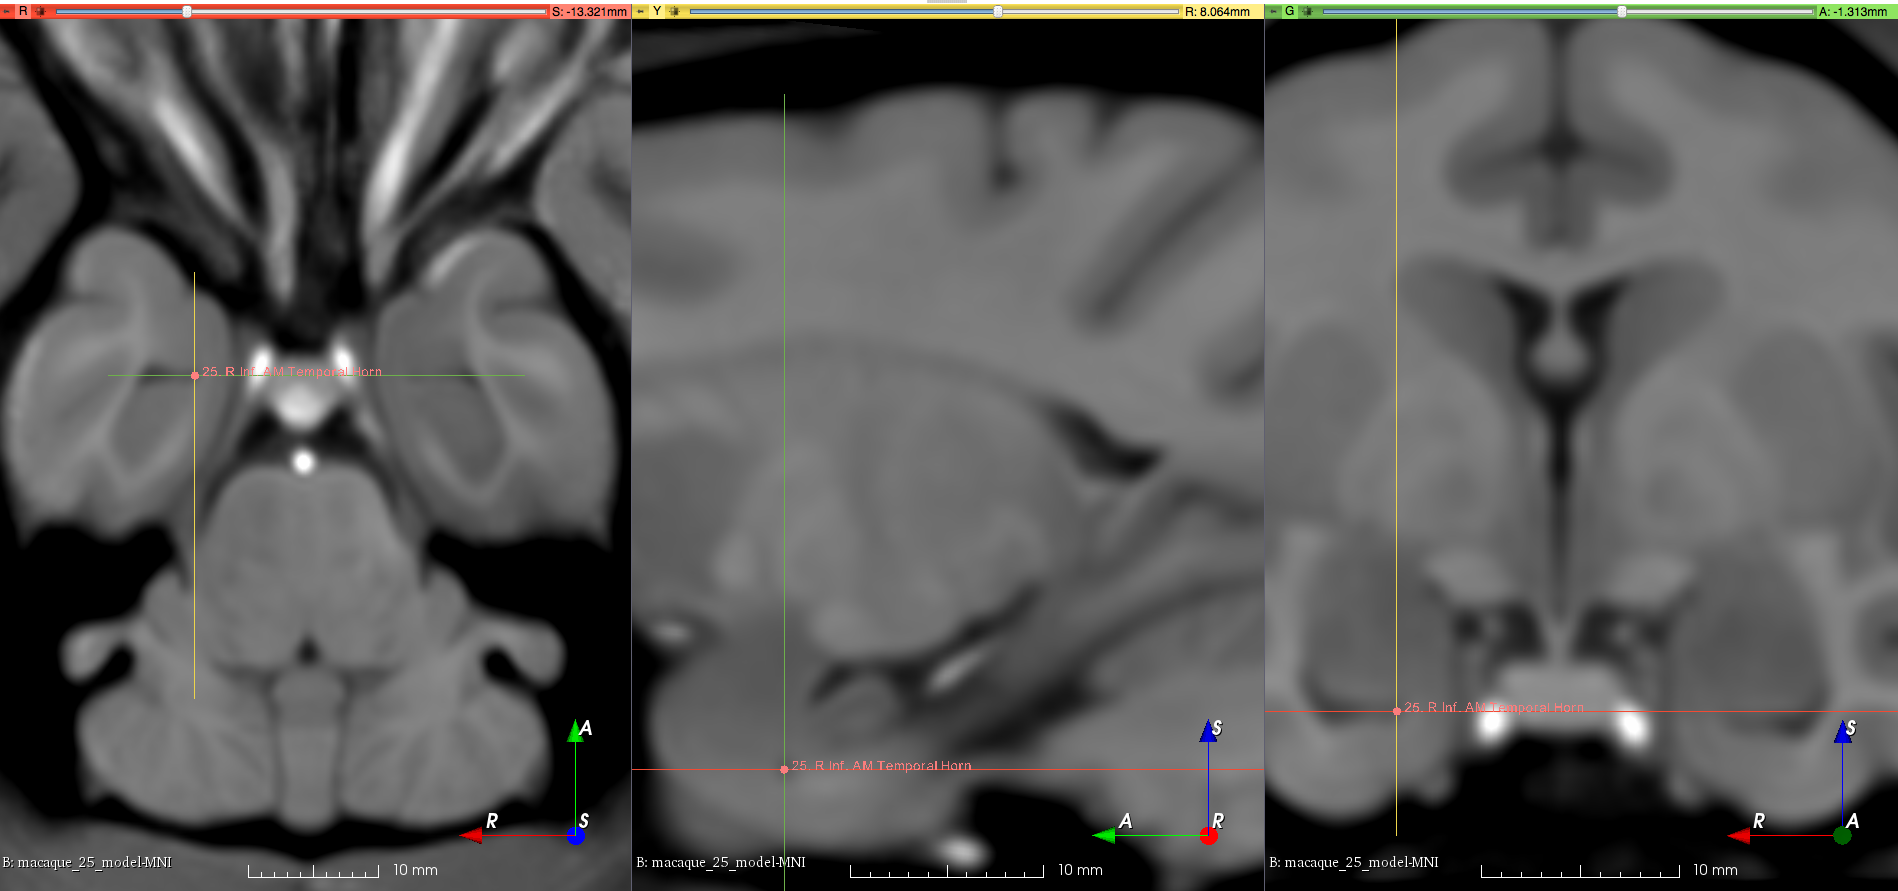 R
S: -13.321mm
Y
R: 8.064mm
G
A: -1.313mm
25. R Inf. AM Temporal Horn
A
R
S
B: macaque_25_model-MNI
10 mm
25. R Inf. AM Temporal Horn
S
A
R
B: macaque_25_model-MNI
10 mm
25. R Inf. AM Temporal Horn
S
R
A
B: macaque_25_model-MNI
10 mm